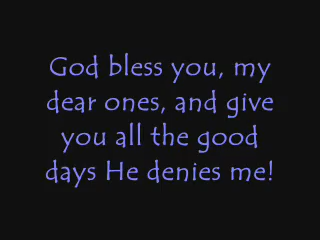 God bless you, my
dear ones, and give
you all the good
days He denies me!